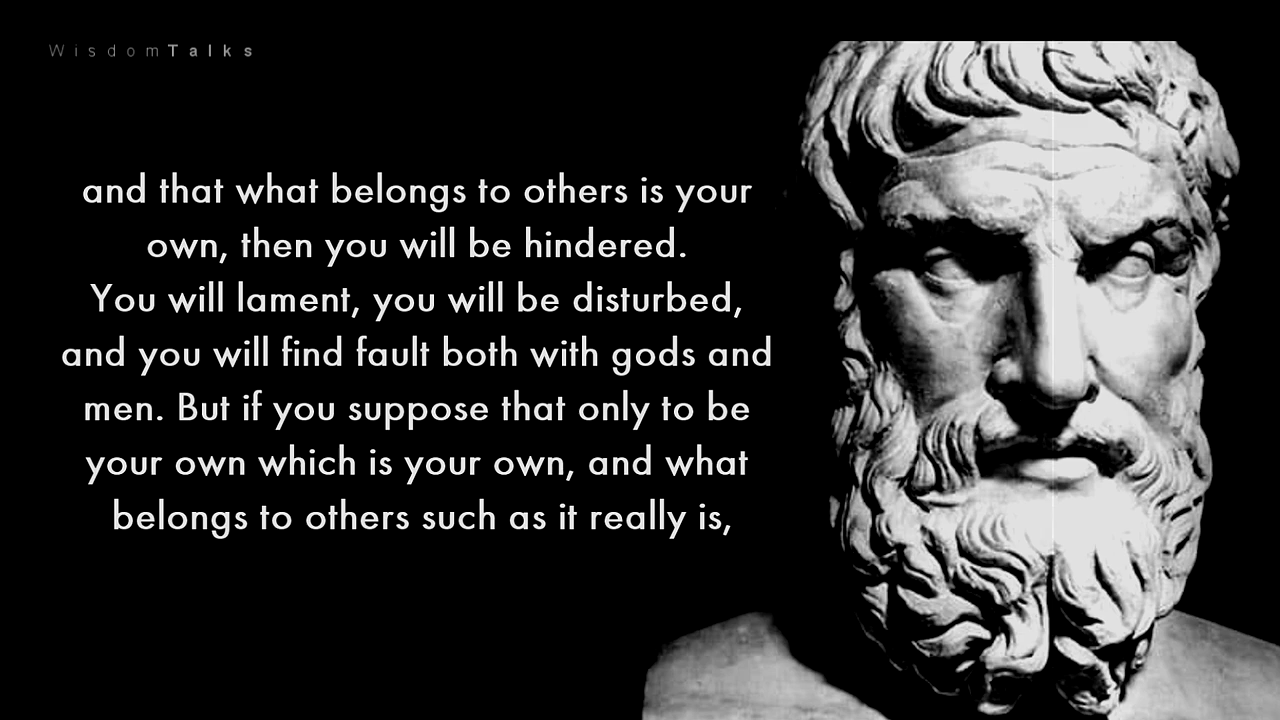 WisdomTalks
and that what belongs to others is your
own, then you will be hindered.
You will lament, you will be disturbed,
and you will find fault both with gods and
men. But if you suppose that only to be
your own which is your own, and what
belongs to others such as it really is,